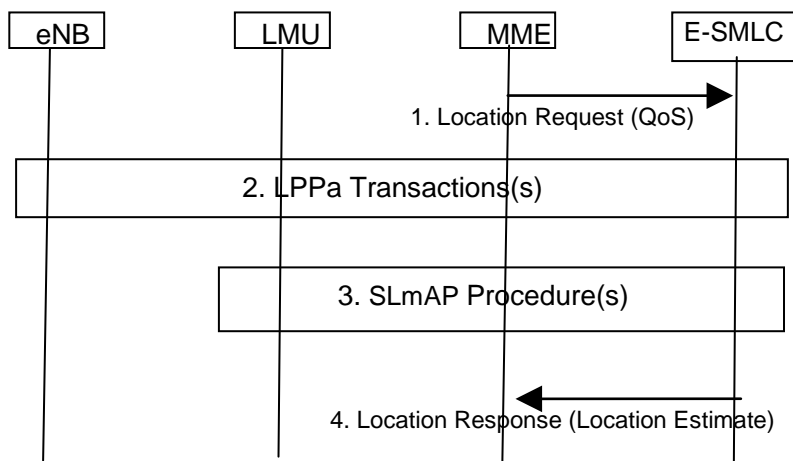 eNB
LMU
MME
E-SMLC
1. Location Request (QoS)
2. LPPa Transactions(s)
3. SLmAP Procedure(s)
4. Location Response (Location Estimate)